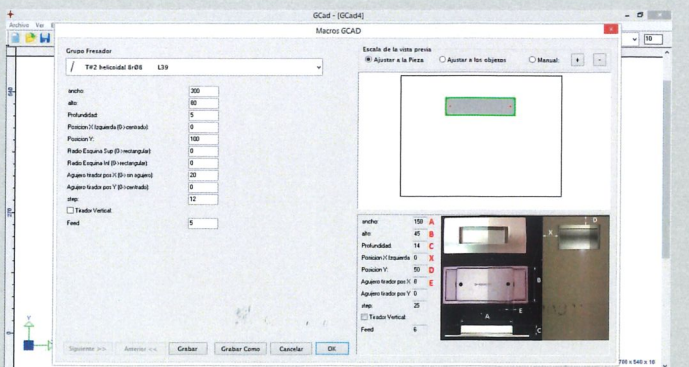 GCad - [GCad4]
Archivo Ver
Macros GCAD
10
Grupo Fresador
T#2 helicoidal 8rØ8 L39
ancho: 300
alto: 60
Profundidad: 5
Posicion X Izquierda (0->centrado): 0
Posicion Y: 100
Radio Esquina Sup (0->rectangular): 0
Radio Esquina Inf (0->rectangular): 0
Agujero tirador pos X (0-> sin agujero): 20
Agujero tirador pos Y (0->centrado): 0
step: 12
Tirador Vertical:
Feed 5
Siguiente >> Anterior << Grabar Grabar Como Cancelar OK
Escala de la vista previa
Ajustar a la Pieza Ajustar a los objetos Manual: + -
ancho: 150 A
alto: 45 B
Profundidad: 14 C
Posicion X Izquierda 0 X
Posicion Y: 50 D
Agujero tirador pos X 8 E
Agujero tirador pos Y 0
step: 25
Tirador Vertical:
Feed 6
D
X
B
E
A
C
Y
700 x 540 x 18